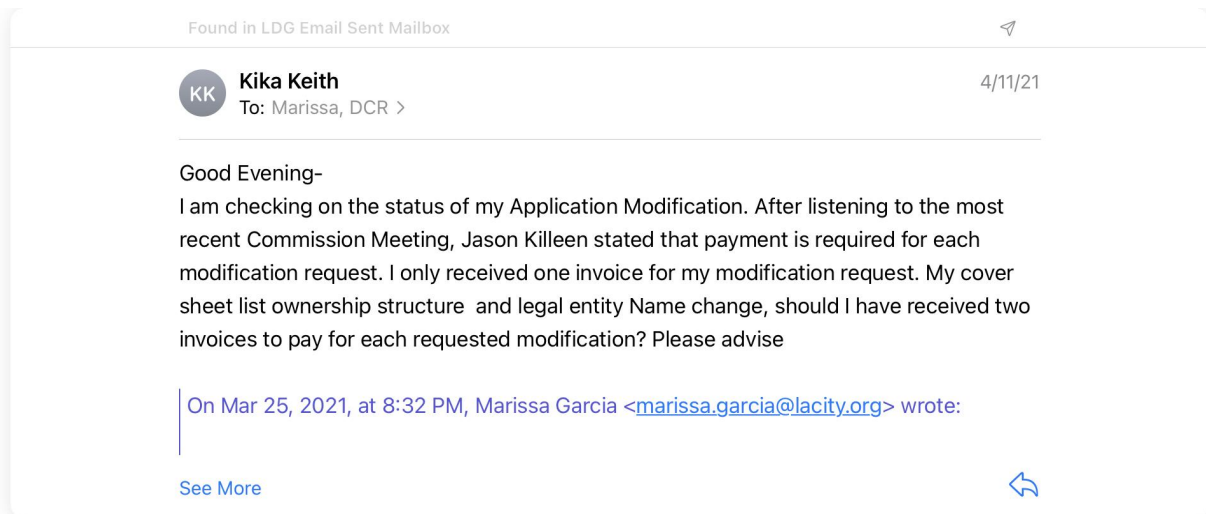 Found in LDG Email Sent Mailbox
KK
Kika Keith
4/11/21
To: Marissa, DCR >
Good Evening-
I am checking on the status of my Application Modification. After listening to the most
recent Commission Meeting, Jason Killeen stated that payment is required for each
modification request. I only received one invoice for my modification request. My cover
sheet list ownership structure  and legal entity Name change, should I have received two
invoices to pay for each requested modification? Please advise
On Mar 25, 2021, at 8:32 PM, Marissa Garcia <marissa.garcia@lacity.org> wrote:
See More